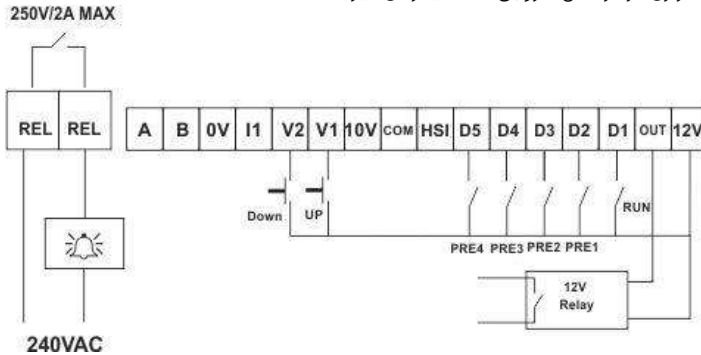 250V/2A MAX
REL REL A B 0V I1 V2 V1 10V COM HSI D5 D4 D3 D2 D1 OUT 12V
Down UP RUN
PRE4 PRE3 PRE2 PRE1
12V
Relay
240VAC